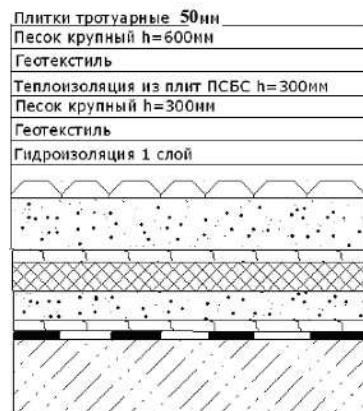 Плитки тротуарные 50мм
Песок крупный h=600мм
Геотекстиль
Теплоизоляция из плит ПСБС h=300мм
Песок крупный h=300мм
Геотекстиль
Гидроизоляция 1 слой